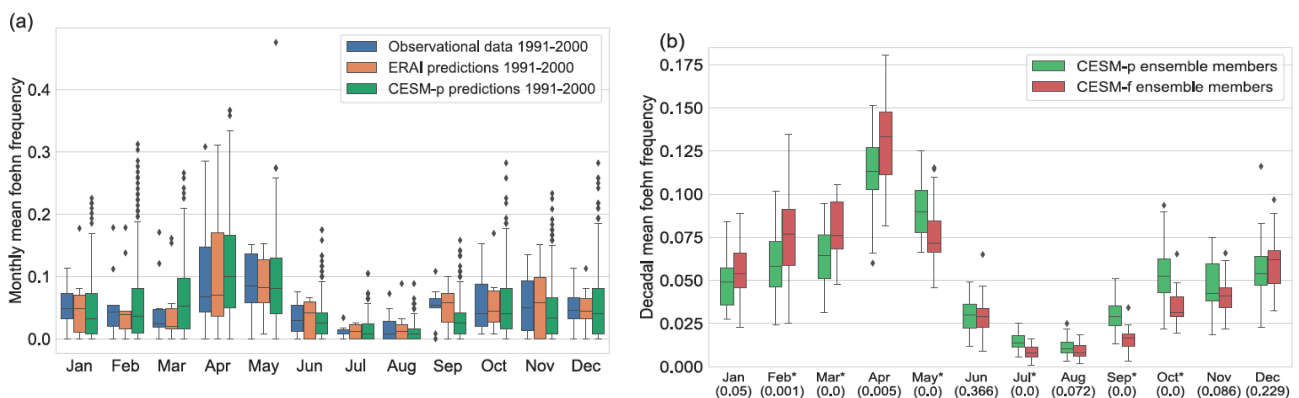 (a)
Monthly mean foehn frequency
0.4
0.3
0.2
0.1
0.0
Observational data 1991-2000
ERAI predictions 1991-2000
CESM-p predictions 1991-2000
Jan Feb Mar Apr May Jun Jul Aug Sep Oct Nov Dec
(b)
Decadal mean foehn frequency
0.175
0.150
0.125
0.100
0.075
0.050
0.025
0.000
CESM-p ensemble members
CESM-f ensemble members
Jan Feb* Mar* Apr May* Jun Jul* Aug Sep* Oct* Nov Dec
(0.05) (0.001) (0.0) (0.005) (0.0) (0.366) (0.0) (0.072) (0.0) (0.0) (0.086) (0.229)